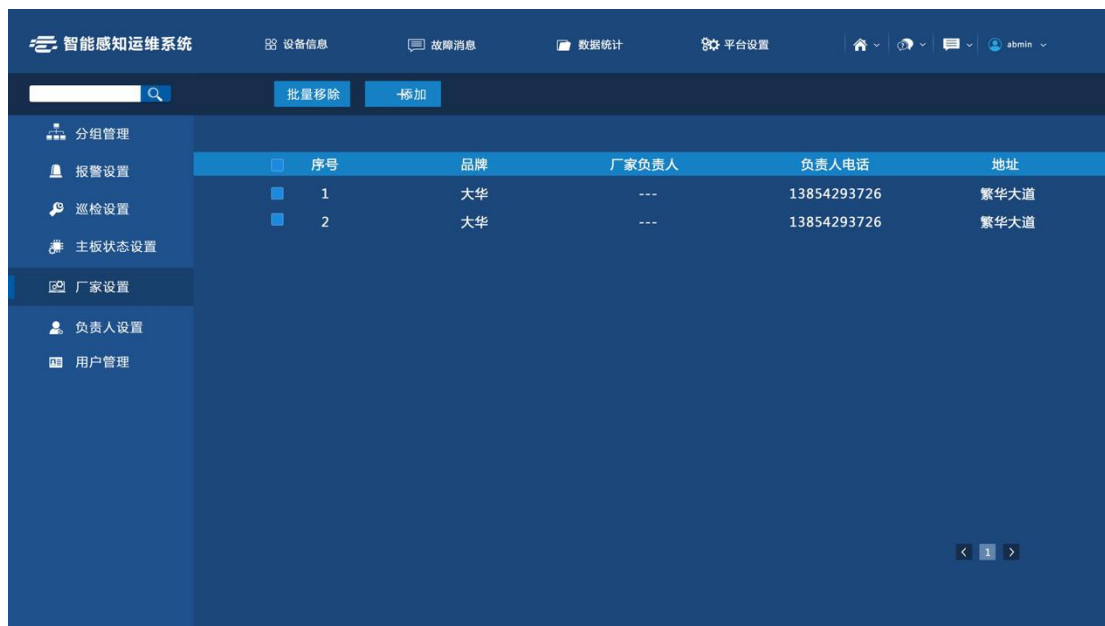 智能感知运维系统 设备信息 故障消息 数据统计 平台设置 abmin
批量移除 +添加
分组管理
报警设置
巡检设置
主板状态设置
厂家设置
负责人设置
用户管理
序号 品牌 厂家负责人 负责人电话 地址
1 大华 --- 13854293726 繁华大道
2 大华 --- 13854293726 繁华大道
< 1 >